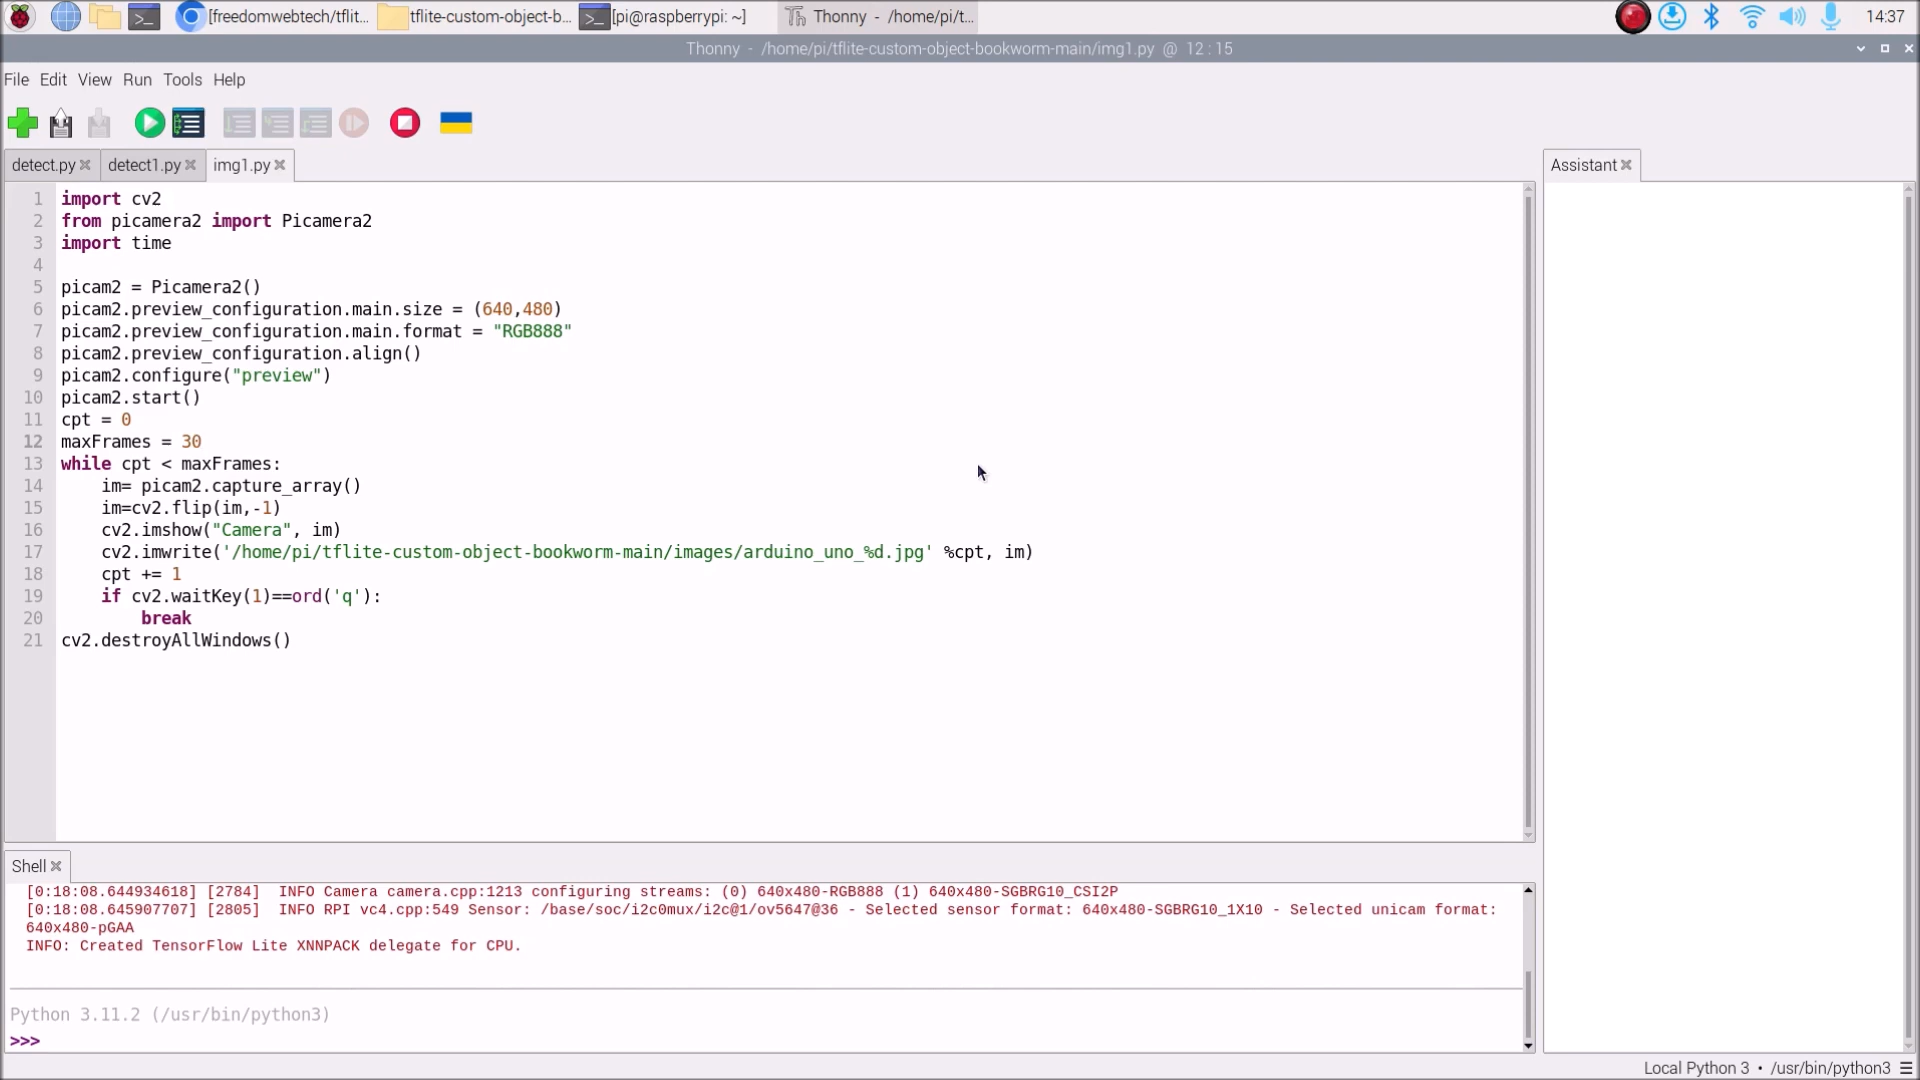 [freedomwebtech/tflit... tflite-custom-object-b... [pi@raspberrypi: ~] Thonny - /home/pi/t... 14:37
Thonny - /home/pi/tflite-custom-object-bookworm-main/img1.py @ 12:15
File Edit View Run Tools Help
detect.py detect1.py img1.py Assistant
1 import cv2
2 from picamera2 import Picamera2
3 import time
4
5 picam2 = Picamera2()
6 picam2.preview_configuration.main.size = (640,480)
7 picam2.preview_configuration.main.format = "RGB888"
8 picam2.preview_configuration.align()
9 picam2.configure("preview")
10 picam2.start()
11 cpt = 0
12 maxFrames = 30
13 while cpt < maxFrames:
14     im= picam2.capture_array()
15     im=cv2.flip(im,-1)
16     cv2.imshow("Camera", im)
17     cv2.imwrite('/home/pi/tflite-custom-object-bookworm-main/images/arduino_uno_%d.jpg' %cpt, im)
18     cpt += 1
19     if cv2.waitKey(1)==ord('q'):
20         break
21 cv2.destroyAllWindows()
Shell
[0:18:08.644934618] [2784]  INFO Camera camera.cpp:1213 configuring streams: (0) 640x480-RGB888 (1) 640x480-SGBRG10_CSI2P
[0:18:08.645907707] [2805]  INFO RPI vc4.cpp:549 Sensor: /base/soc/i2c0mux/i2c@1/ov5647@36 - Selected sensor format: 640x480-SGBRG10_1X10 - Selected unicam format:
640x480-pGAA
INFO: Created TensorFlow Lite XNNPACK delegate for CPU.
Python 3.11.2 (/usr/bin/python3)
>>>
Local Python 3 • /usr/bin/python3